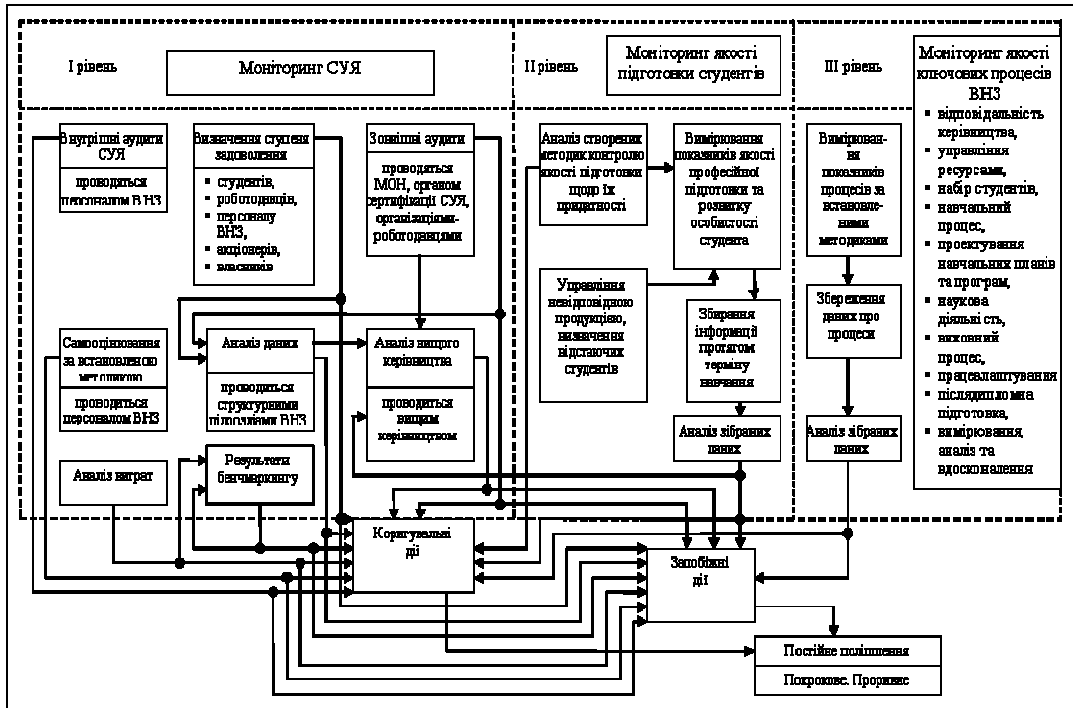 І рівень
Моніторинг СУЯ
ІІ рівень
Моніторинг якості
підготовки студентів
ІІІ рівень
Моніторинг якості
ключових процесів
ВНЗ
▪ відповідальність
керівництва,
▪ управління
ресурсами,
▪ набір студентів,
▪ навчальний
процес,
▪ проектування
навчальних планів
та програм,
▪ наукова
діяльність,
▪ виховний
процес,
▪ працевлаштування
▪ післядипломна
підготовка,
▪ вимірювання,
аналіз та
вдосконалення
Внутрішні аудити
СУЯ
проводяться
персоналом ВНЗ
Визначення ступеня
задоволення
▪ студентів,
▪ роботодавців,
▪ персоналу
ВНЗ,
▪ акціонерів,
▪ власників
Зовнішні аудити
проводяться
МОН, органом
сертифікації СУЯ,
організаціями-
роботодавцями
Аналіз створених
методик контролю
якості підготовки
щодо їх
придатності
Вимірювання
показників якості
професійної
підготовки та
розвитку
особистості
студента
Вимірюван-
ня
показників
процесів за
встановле-
ними
методиками
Управління
невідповідною
продукцією,
визначення
відстаючих
студентів
Збирання
інформації
протягом
терміну
навчання
Збереження
даних про
процеси
Самооцінювання
за встановленою
методикою
проводиться
персоналом ВНЗ
Аналіз даних
проводиться
структурними
підрозділами ВНЗ
Аналіз вищого
керівництва
проводиться
вищим
керівництвом
Аналіз зібраних
даних
Аналіз зібраних
даних
Аналіз витрат
Результати
бенчмаркингу
Коригувальні
дії
Запобіжні
дії
Постійне поліпшення
Покрокове. Проривне